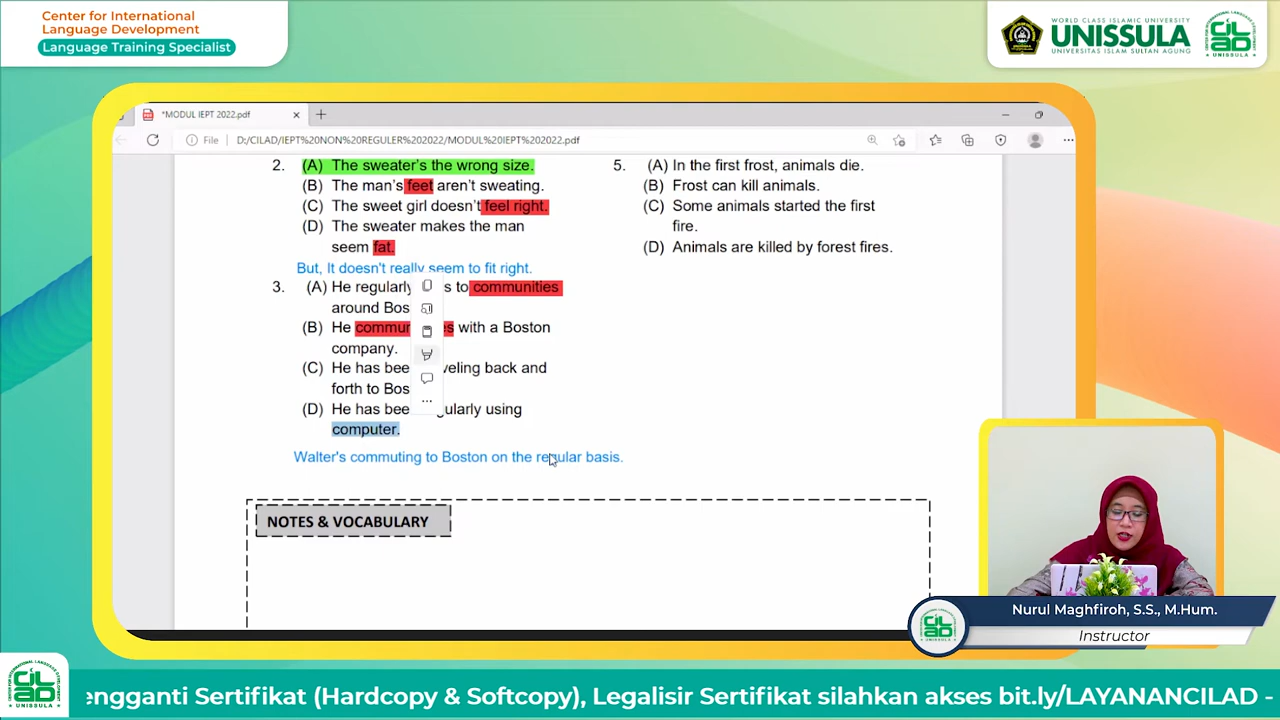 Center for International
Language Development
Language Training Specialist
WORLD CLASS ISLAMIC UNIVERSITY
UNISSULA
UNIVERSITAS ISLAM SULTAN AGUNG
CILAD
UNISSULA
*MODUL IEPT 2022.pdf
File
D:/CILAD/IEPT%20NON%20REGULER%202022/MODUL%20IEPT%202022.pdf
2. (A) The sweater's the wrong size.
(B) The man's feet aren't sweating.
(C) The sweet girl doesn't feel right.
(D) The sweater makes the man
seem fat.
But, It doesn't really seem to fit right.
3. (A) He regularly to communities
around Bos
(B) He commu es with a Boston
company.
(C) He has bee veling back and
forth to Bos
(D) He has bee gularly using
computer.
Walter's commuting to Boston on the regular basis.
5. (A) In the first frost, animals die.
(B) Frost can kill animals.
(C) Some animals started the first
fire.
(D) Animals are killed by forest fires.
NOTES & VOCABULARY
Nurul Maghfiroh, S.S., M.Hum.
Instructor
CILAD
UNISSULA
engganti Sertifikat (Hardcopy & Softcopy), Legalisir Sertifikat silahkan akses bit.ly/LAYANANCILAD -